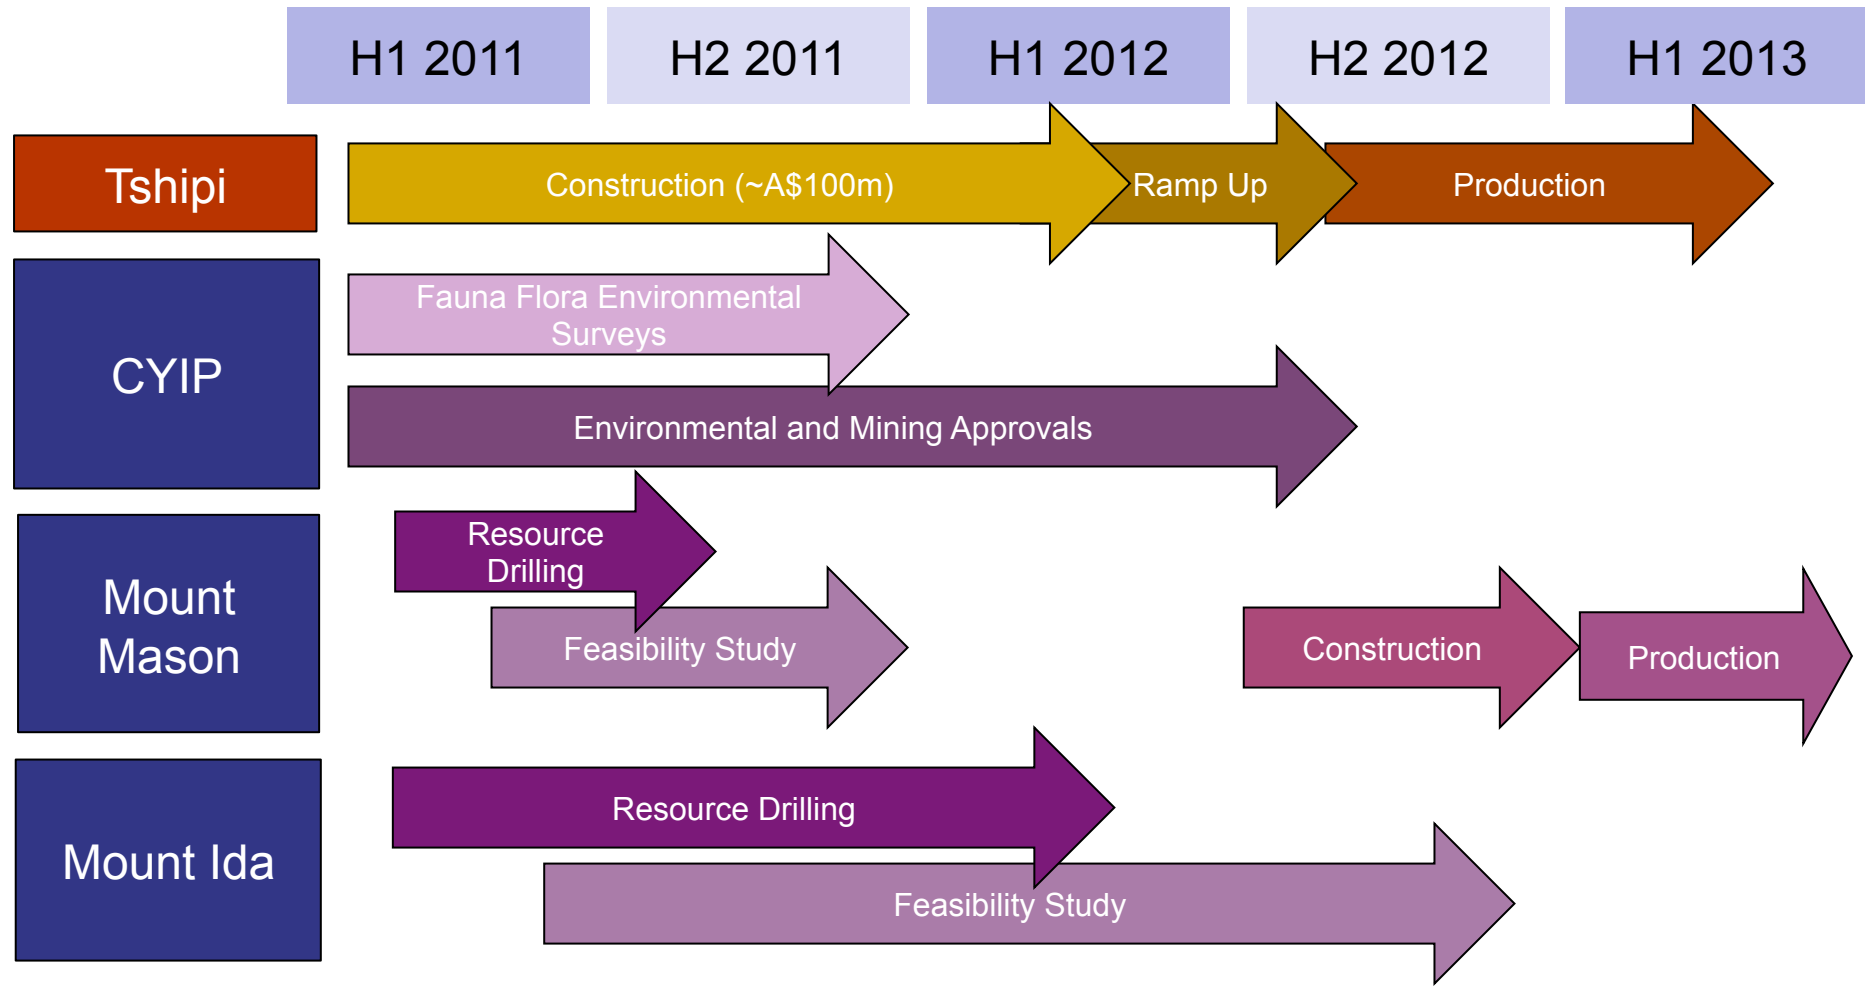 H1 2011
H2 2011
H1 2012
H2 2012
H1 2013
Tshipi
Construction (~A$100m)
Ramp Up
Production
CYIP
Fauna Flora Environmental
Surveys
Environmental and Mining Approvals
Mount
Mason
Resource
Drilling
Feasibility Study
Construction
Production
Mount Ida
Resource Drilling
Feasibility Study